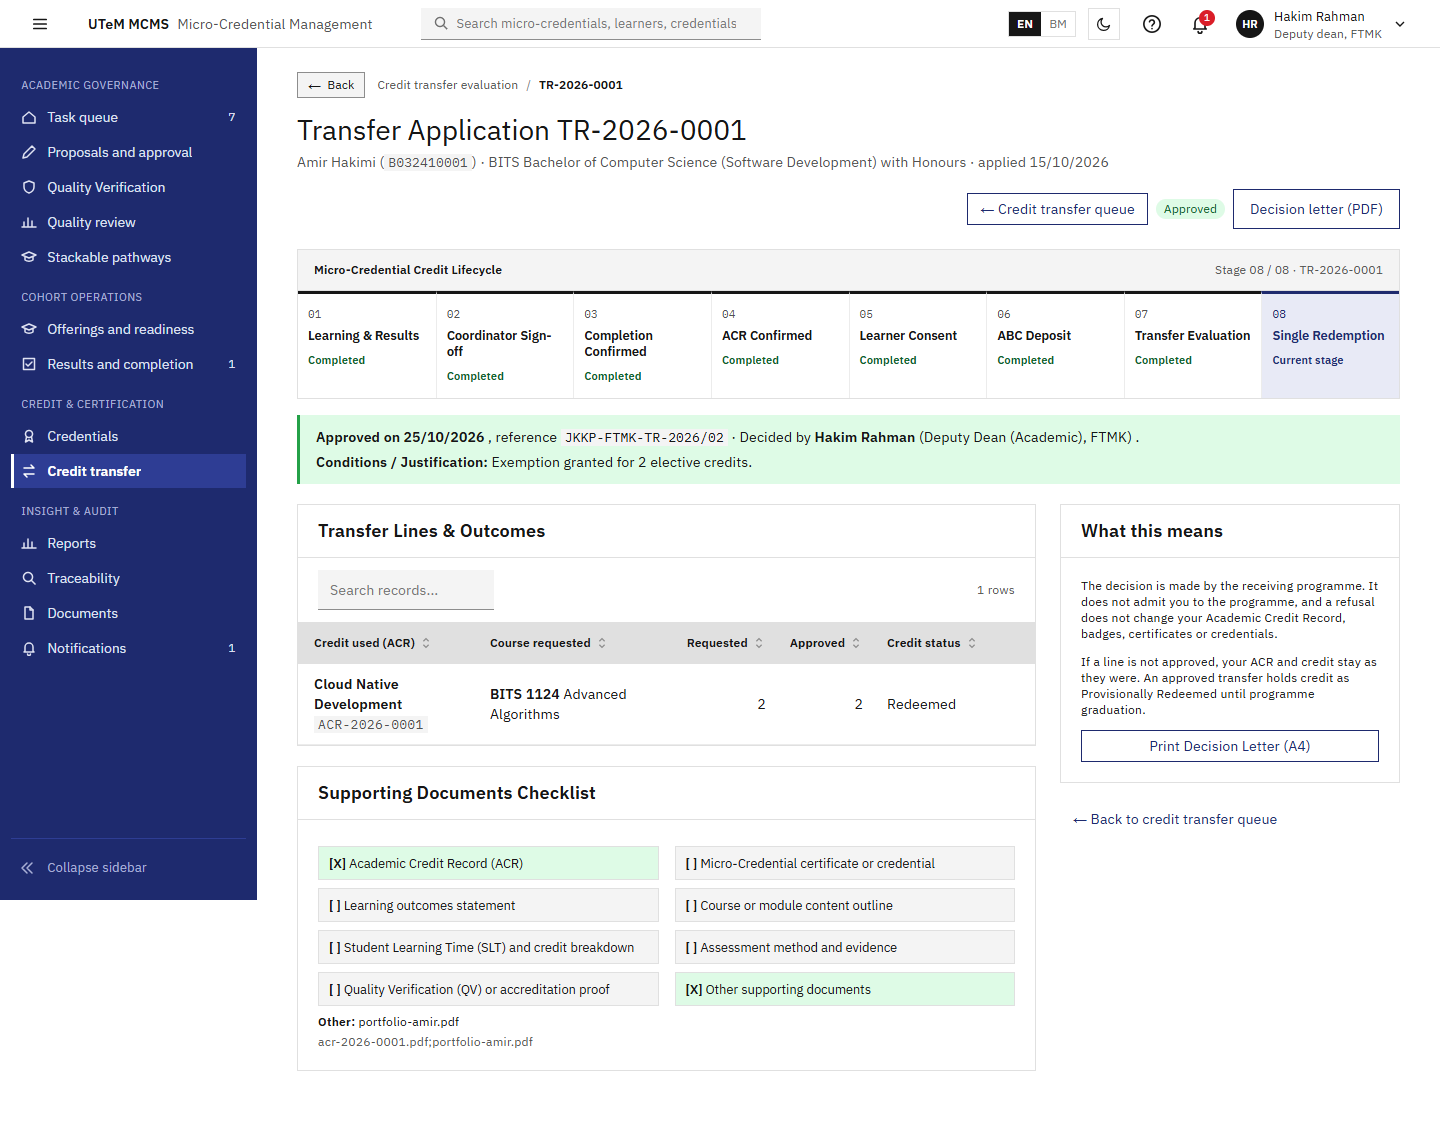 UTeM MCMS Micro-Credential Management
Search micro-credentials, learners, credentials
EN BM
1
HR
Hakim Rahman
Deputy dean, FTMK
ACADEMIC GOVERNANCE
Task queue 7
Proposals and approval
Quality Verification
Quality review
Stackable pathways
COHORT OPERATIONS
Offerings and readiness
Results and completion 1
CREDIT & CERTIFICATION
Credentials
Credit transfer
INSIGHT & AUDIT
Reports
Traceability
Documents
Notifications 1
Collapse sidebar
← Back Credit transfer evaluation / TR-2026-0001
Transfer Application TR-2026-0001
Amir Hakimi ( B032410001 ) · BITS Bachelor of Computer Science (Software Development) with Honours · applied 15/10/2026
← Credit transfer queue Approved Decision letter (PDF)
Micro-Credential Credit Lifecycle Stage 08 / 08 · TR-2026-0001
01
Learning & Results
Completed
02
Coordinator Sign-
off
Completed
03
Completion
Confirmed
Completed
04
ACR Confirmed
Completed
05
Learner Consent
Completed
06
ABC Deposit
Completed
07
Transfer Evaluation
Completed
08
Single Redemption
Current stage
Approved on 25/10/2026 , reference JKKP-FTMK-TR-2026/02 · Decided by Hakim Rahman (Deputy Dean (Academic), FTMK) .
Conditions / Justification: Exemption granted for 2 elective credits.
Transfer Lines & Outcomes
Search records...
1 rows
Credit used (ACR) Course requested Requested Approved Credit status
Cloud Native
Development
ACR-2026-0001
BITS 1124 Advanced
Algorithms
2 2 Redeemed
Supporting Documents Checklist
[X] Academic Credit Record (ACR)
[ ] Micro-Credential certificate or credential
[ ] Learning outcomes statement
[ ] Course or module content outline
[ ] Student Learning Time (SLT) and credit breakdown
[ ] Assessment method and evidence
[ ] Quality Verification (QV) or accreditation proof
[X] Other supporting documents
Other: portfolio-amir.pdf
acr-2026-0001.pdf;portfolio-amir.pdf
What this means
The decision is made by the receiving programme. It
does not admit you to the programme, and a refusal
does not change your Academic Credit Record,
badges, certificates or credentials.
If a line is not approved, your ACR and credit stay as
they were. An approved transfer holds credit as
Provisionally Redeemed until programme
graduation.
Print Decision Letter (A4)
← Back to credit transfer queue